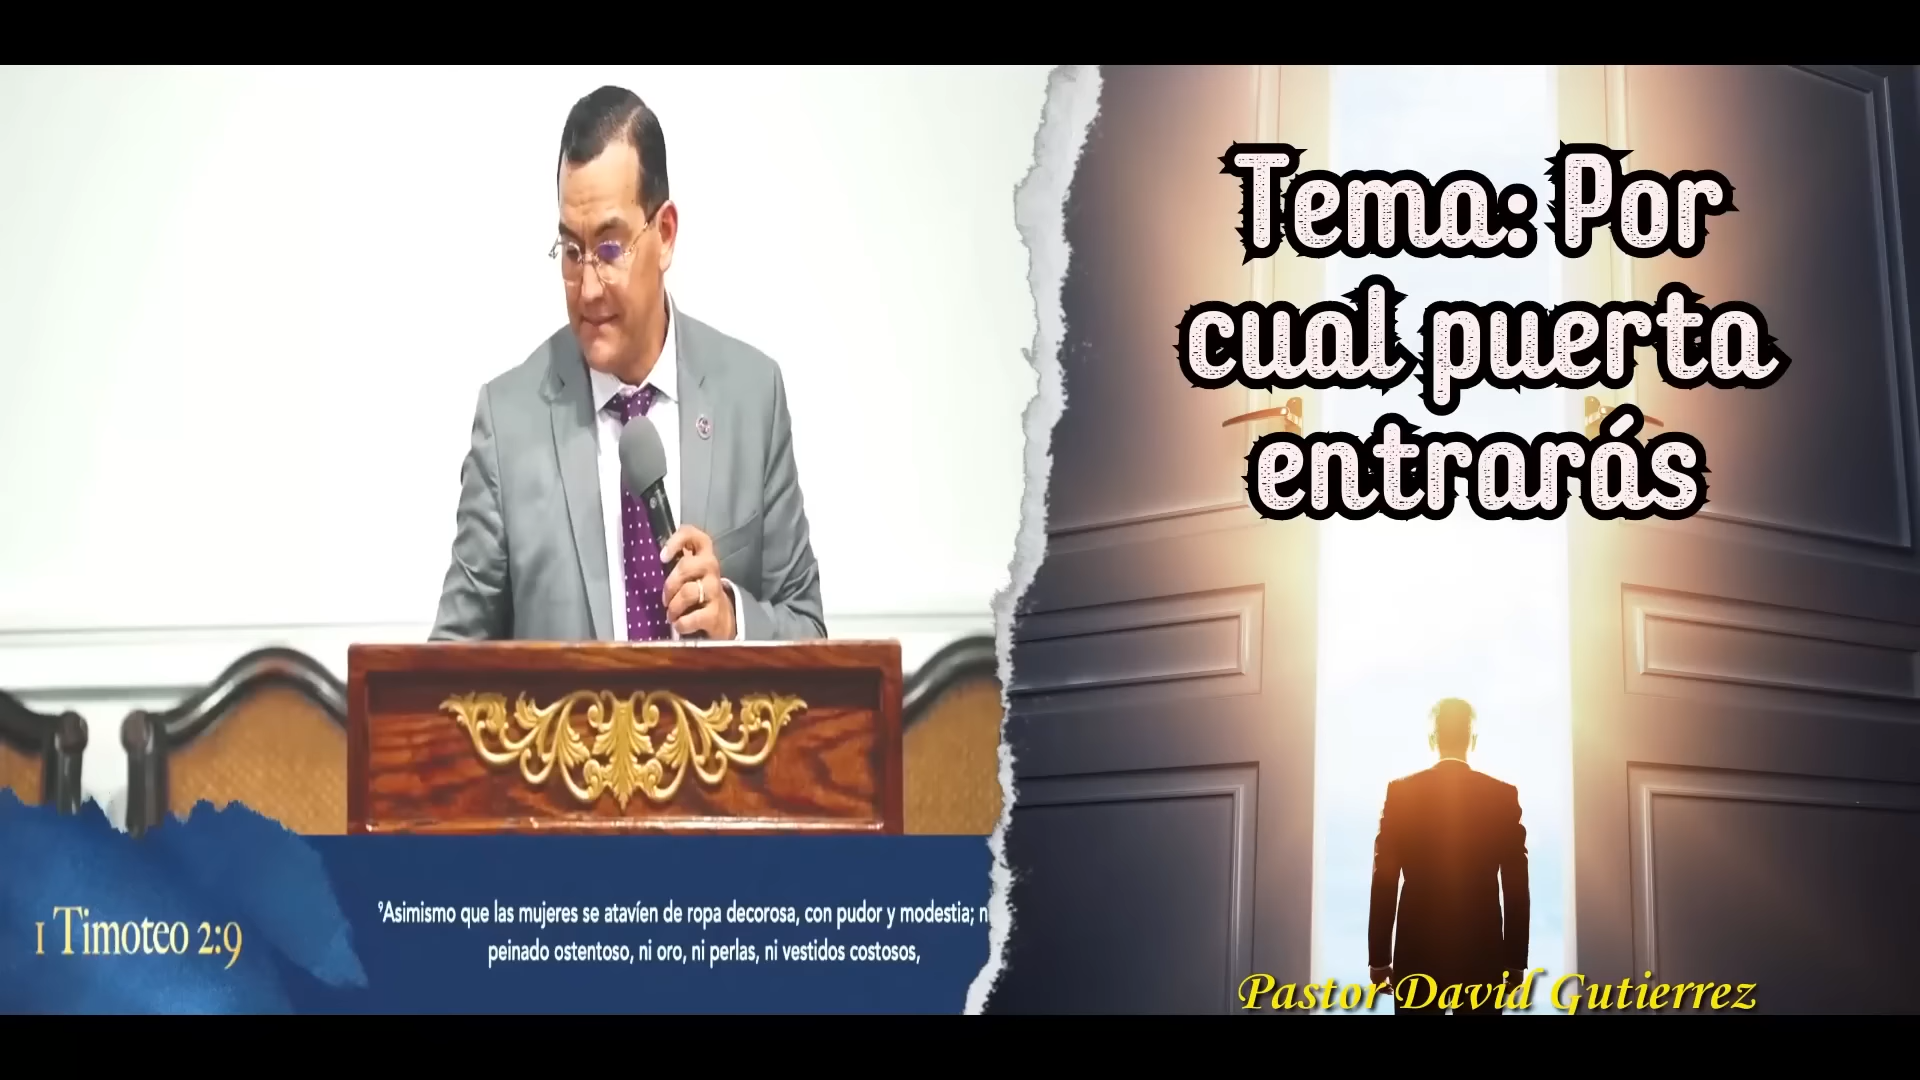 Tema: Por
cual puerta
entrarás
1 Timoteo 2:9
⁹Asimismo que las mujeres se atavíen de ropa decorosa, con pudor y modestia; n
peinado ostentoso, ni oro, ni perlas, ni vestidos costosos,
Pastor David Gutierrez